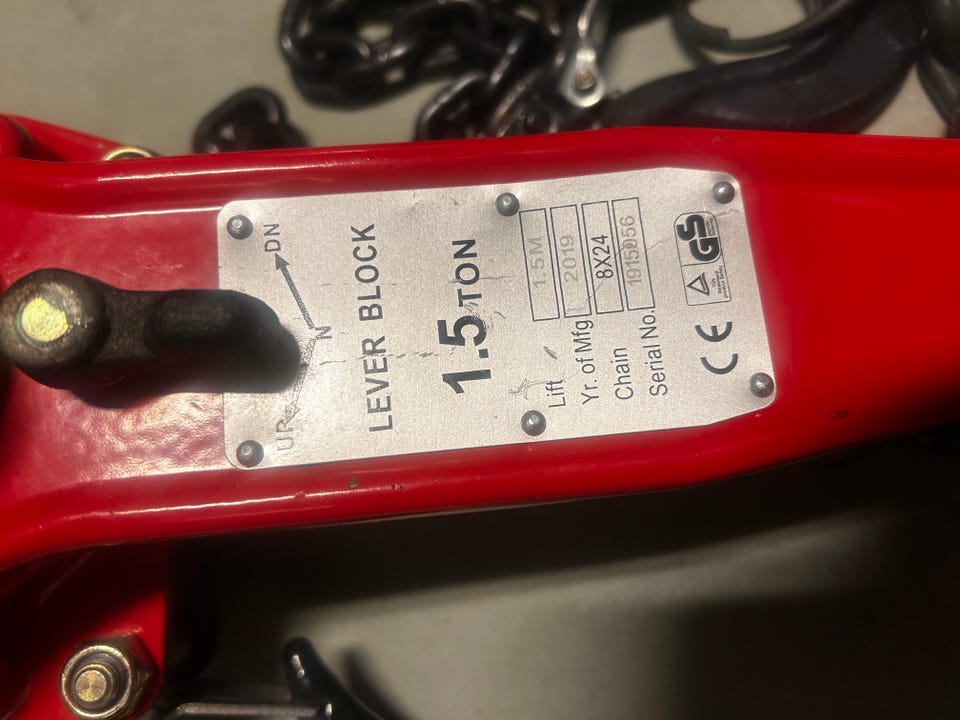 UP N DN
LEVER BLOCK
1.5 TON
Lift 1.5M
Yr. of Mfg 2019
Chain 8X24
Serial No. 1915056
CE GS